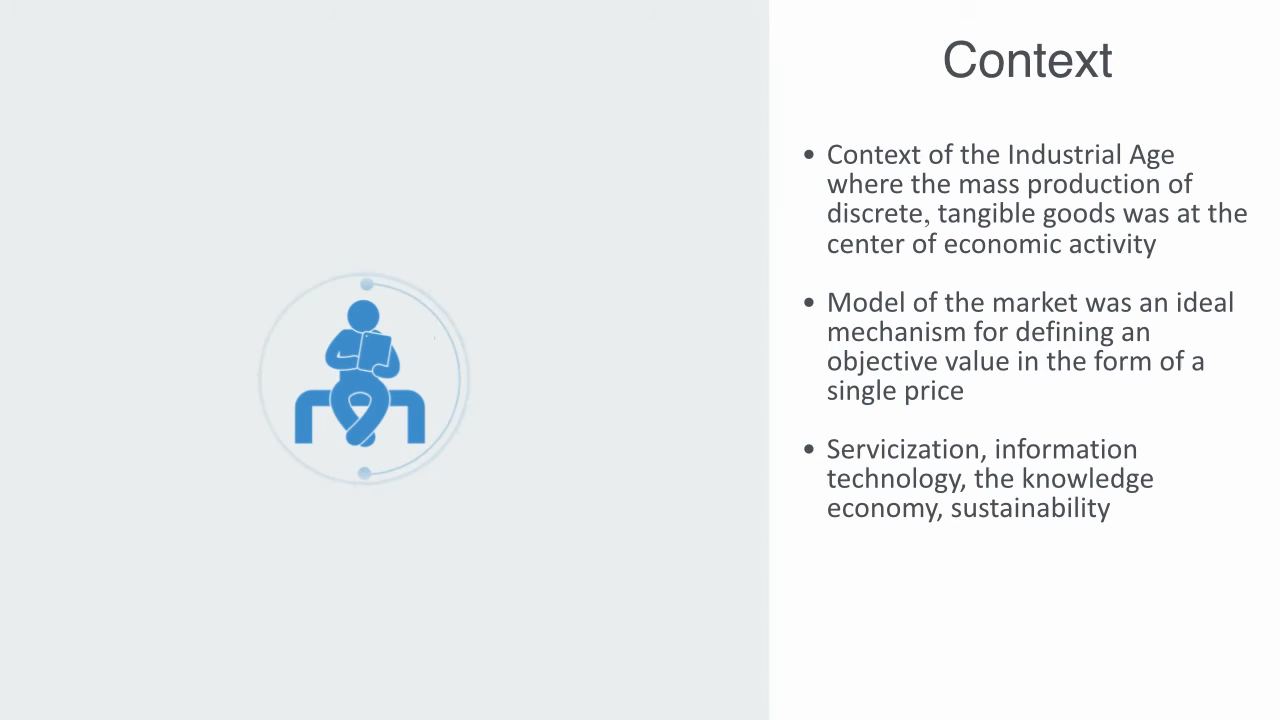 Context
• Context of the Industrial Age
where the mass production of
discrete, tangible goods was at the
center of economic activity
• Model of the market was an ideal
mechanism for defining an
objective value in the form of a
single price
• Servicization, information
technology, the knowledge
economy, sustainability